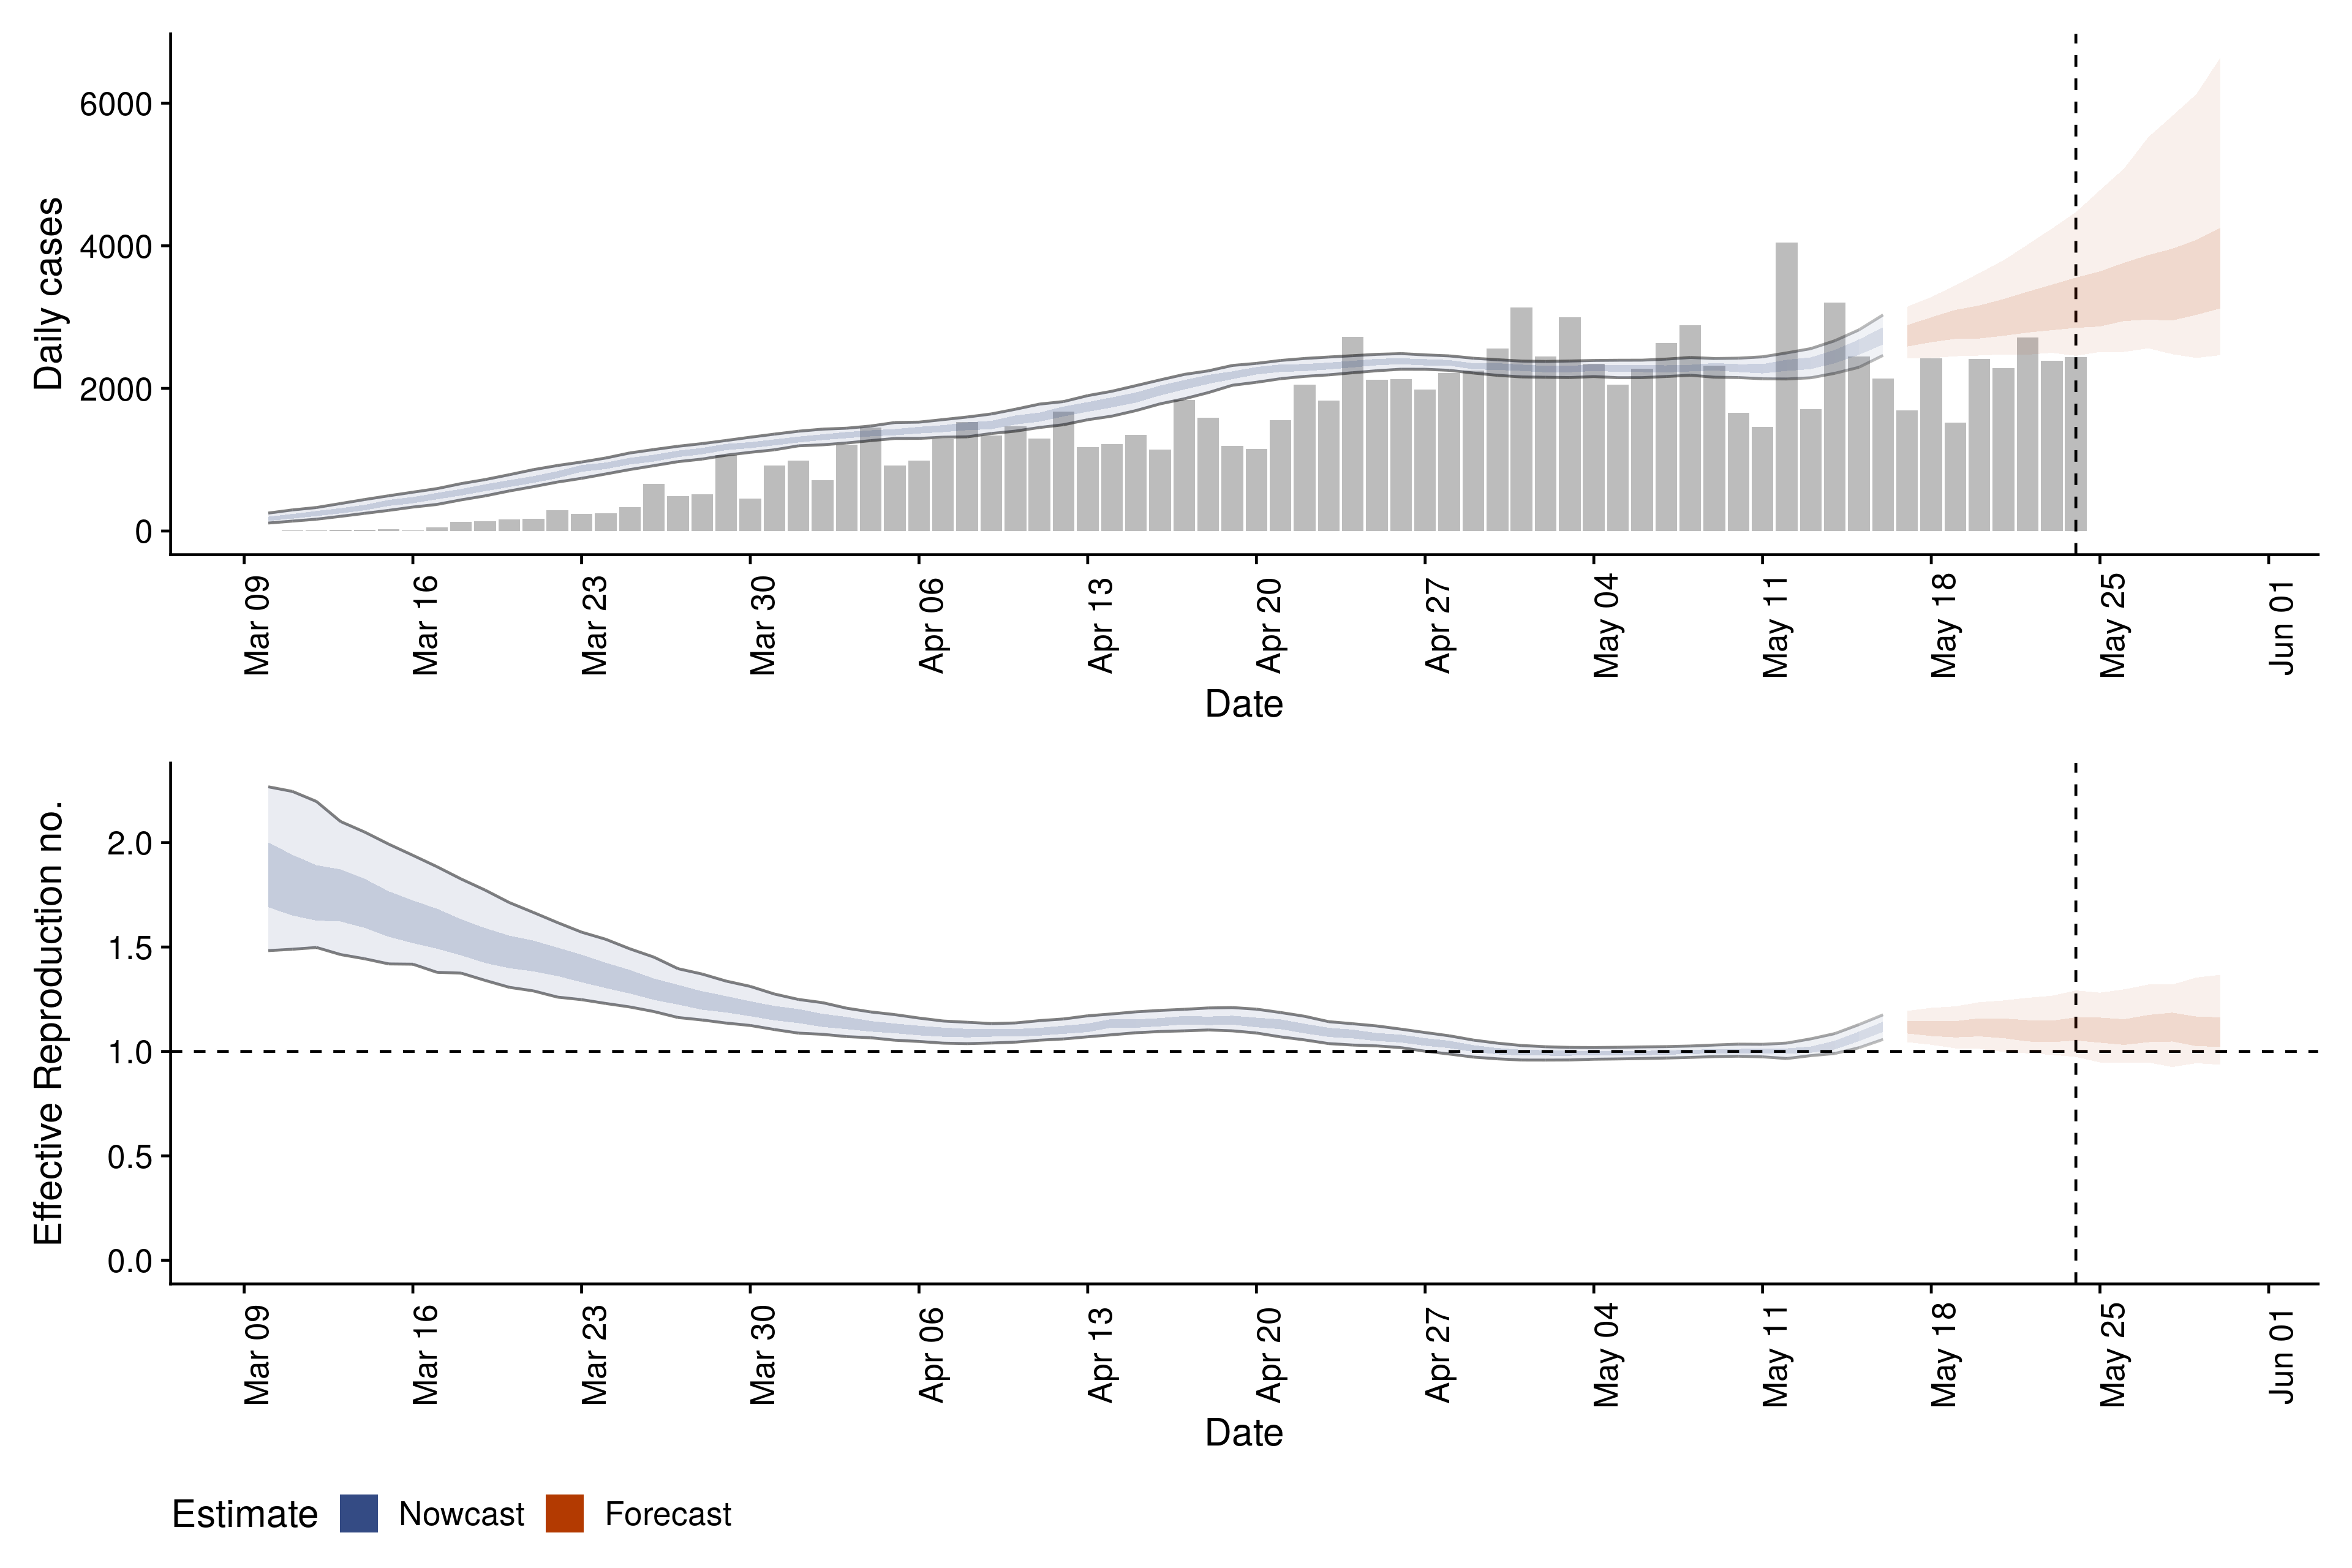 Daily cases
6000
4000
2000
0
Mar 09
Mar 16
Mar 23
Mar 30
Apr 06
Apr 13
Apr 20
Apr 27
May 04
May 11
May 18
May 25
Jun 01
Date
Effective Reproduction no.
2.0
1.5
1.0
0.5
0.0
Mar 09
Mar 16
Mar 23
Mar 30
Apr 06
Apr 13
Apr 20
Apr 27
May 04
May 11
May 18
May 25
Jun 01
Date
Estimate Nowcast Forecast